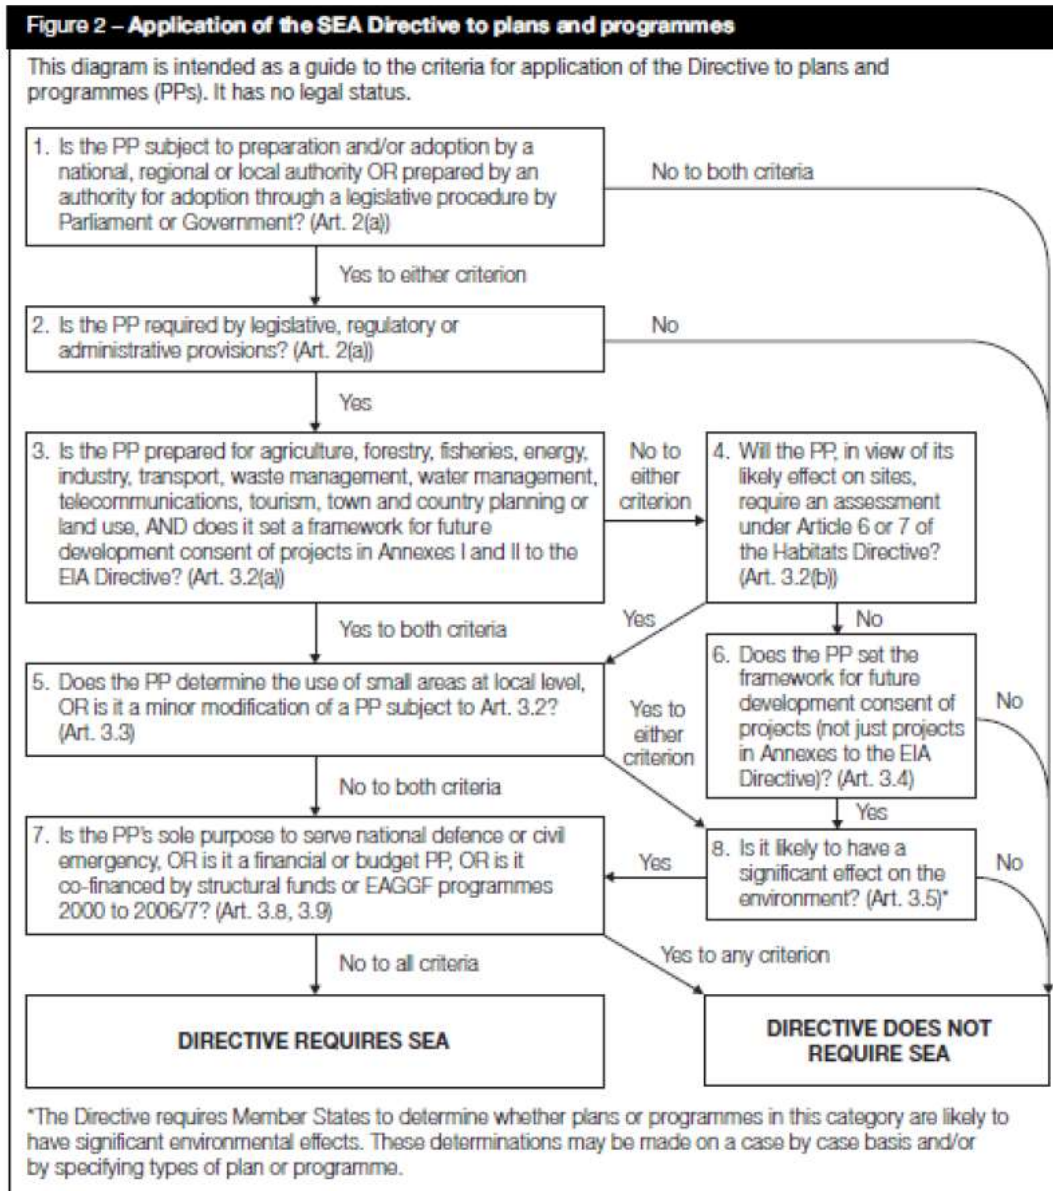 Figure 2 – Application of the SEA Directive to plans and programmes
This diagram is intended as a guide to the criteria for application of the Directive to plans and
programmes (PPs). It has no legal status.
1. Is the PP subject to preparation and/or adoption by a
national, regional or local authority OR prepared by an
authority for adoption through a legislative procedure by
Parliament or Government? (Art. 2(a))
No to both criteria
Yes to either criterion
2. Is the PP required by legislative, regulatory or
administrative provisions? (Art. 2(a))
No
Yes
3. Is the PP prepared for agriculture, forestry, fisheries, energy,
industry, transport, waste management, water management,
telecommunications, tourism, town and country planning or
land use, AND does it set a framework for future
development consent of projects in Annexes I and II to the
EIA Directive? (Art. 3.2(a))
No to
either
criterion
4. Will the PP, in view of its
likely effect on sites,
require an assessment
under Article 6 or 7 of
the Habitats Directive?
(Art. 3.2(b))
Yes to both criteria
Yes
No
5. Does the PP determine the use of small areas at local level,
OR is it a minor modification of a PP subject to Art. 3.2?
(Art. 3.3)
Yes to
either
criterion
6. Does the PP set the
framework for future
development consent of
projects (not just projects
in Annexes to the EIA
Directive)? (Art. 3.4)
No
No to both criteria
Yes
7. Is the PP's sole purpose to serve national defence or civil
emergency, OR is it a financial or budget PP, OR is it
co-financed by structural funds or EAGGF programmes
2000 to 2006/7? (Art. 3.8, 3.9)
Yes
8. Is it likely to have a
significant effect on the
environment? (Art. 3.5)*
No
No to all criteria
Yes to any criterion
DIRECTIVE REQUIRES SEA
DIRECTIVE DOES NOT
REQUIRE SEA
*The Directive requires Member States to determine whether plans or programmes in this category are likely to
have significant environmental effects. These determinations may be made on a case by case basis and/or
by specifying types of plan or programme.